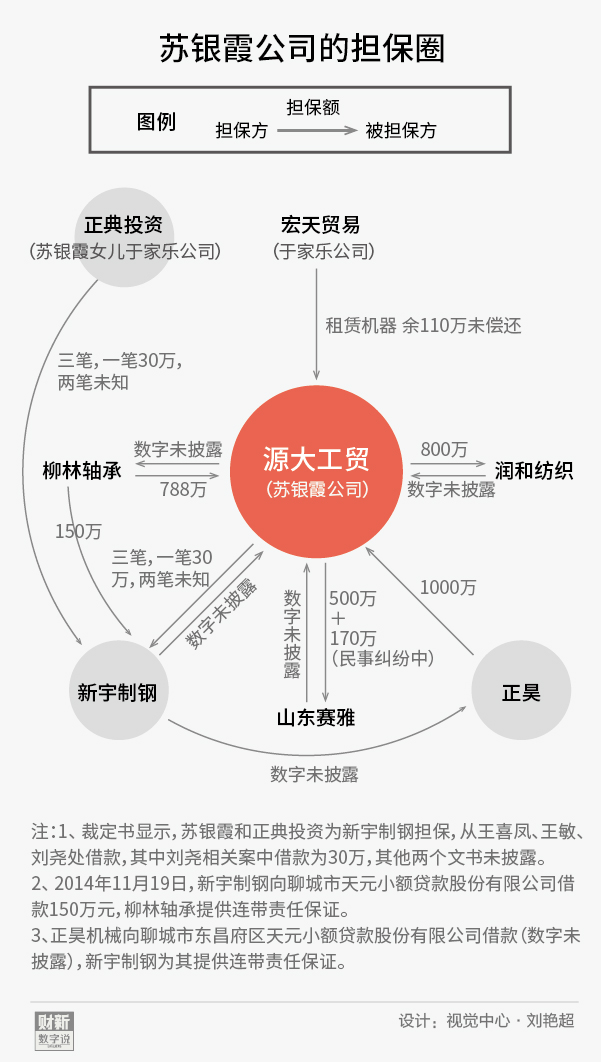 苏银霞公司的担保圈
图例
担保额
担保方
被担保方
正典投资
（苏银霞女儿于家乐公司）
宏天贸易
（于家乐公司）
租赁机器 余110万未偿还
三笔，一笔30万，
两笔未知
源大工贸
（苏银霞公司）
柳林轴承
数字未披露
788万
800万
数字未披露
润和纺织
150万
三笔，一笔30
万，两笔未知
数字未披露
数字未披露
500万
＋
170万
（民事纠纷中）
1000万
新宇制钢
山东赛雅
正昊
数字未披露
注：1、裁定书显示，苏银霞和正典投资为新宇制钢担保，从王喜凤、王敏、
刘尧处借款，其中刘尧相关案中借款为30万，其他两个文书未披露。
2、2014年11月19日，新宇制钢向聊城市天元小额贷款股份有限公司借
款150万元，柳林轴承提供连带责任保证。
3、正昊机械向聊城市东昌府区天元小额贷款股份有限公司借款（数字未
披露），新宇制钢为其提供连带责任保证。
财新
数字说
设计：视觉中心 · 刘艳超